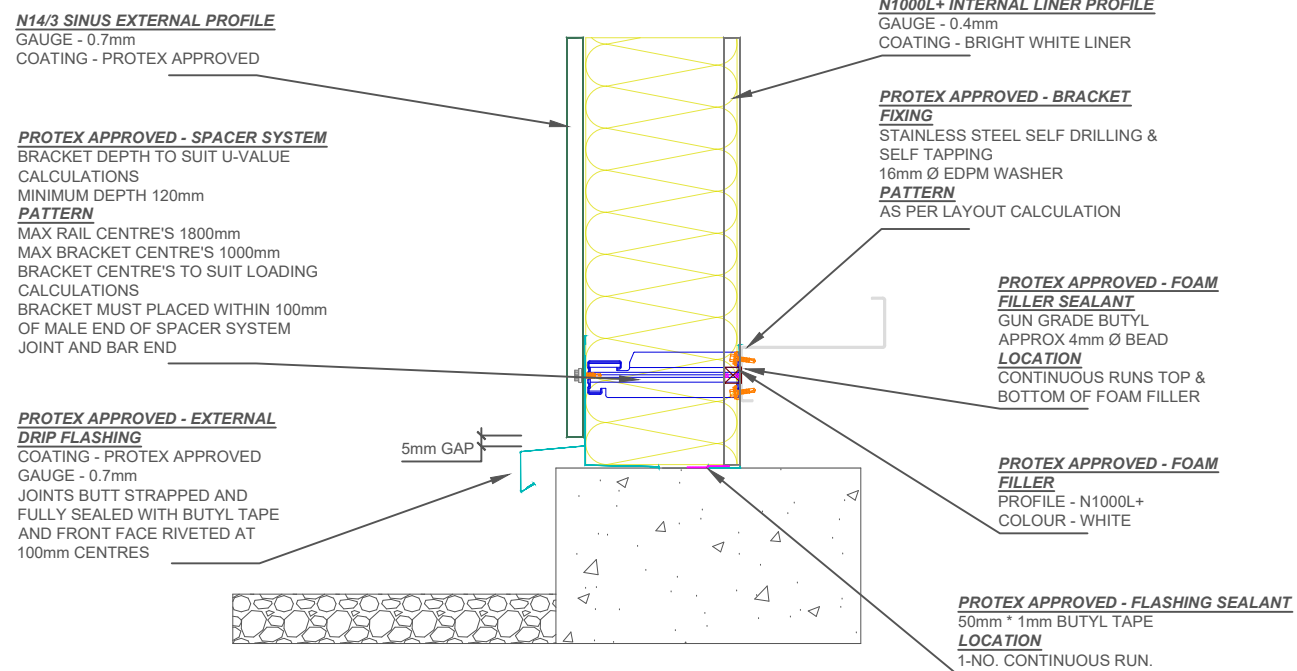 N14/3 SINUS EXTERNAL PROFILE
GAUGE - 0.7mm
COATING - PROTEX APPROVED
PROTEX APPROVED - SPACER SYSTEM
BRACKET DEPTH TO SUIT U-VALUE
CALCULATIONS
MINIMUM DEPTH 120mm
PATTERN
MAX RAIL CENTRE'S 1800mm
MAX BRACKET CENTRE'S 1000mm
BRACKET CENTRE'S TO SUIT LOADING
CALCULATIONS
BRACKET MUST PLACED WITHIN 100mm
OF MALE END OF SPACER SYSTEM
JOINT AND BAR END
PROTEX APPROVED - EXTERNAL
DRIP FLASHING
COATING - PROTEX APPROVED
GAUGE - 0.7mm
JOINTS BUTT STRAPPED AND
FULLY SEALED WITH BUTYL TAPE
AND FRONT FACE RIVETED AT
100mm CENTRES
5mm GAP
N1000L+ INTERNAL LINER PROFILE
GAUGE - 0.4mm
COATING - BRIGHT WHITE LINER
PROTEX APPROVED - BRACKET
FIXING
STAINLESS STEEL SELF DRILLING &
SELF TAPPING
16mm Ø EDPM WASHER
PATTERN
AS PER LAYOUT CALCULATION
PROTEX APPROVED - FOAM
FILLER SEALANT
GUN GRADE BUTYL
APPROX 4mm Ø BEAD
LOCATION
CONTINUOUS RUNS TOP &
BOTTOM OF FOAM FILLER
PROTEX APPROVED - FOAM
FILLER
PROFILE - N1000L+
COLOUR - WHITE
PROTEX APPROVED - FLASHING SEALANT
50mm * 1mm BUTYL TAPE
LOCATION
1-NO. CONTINUOUS RUN.